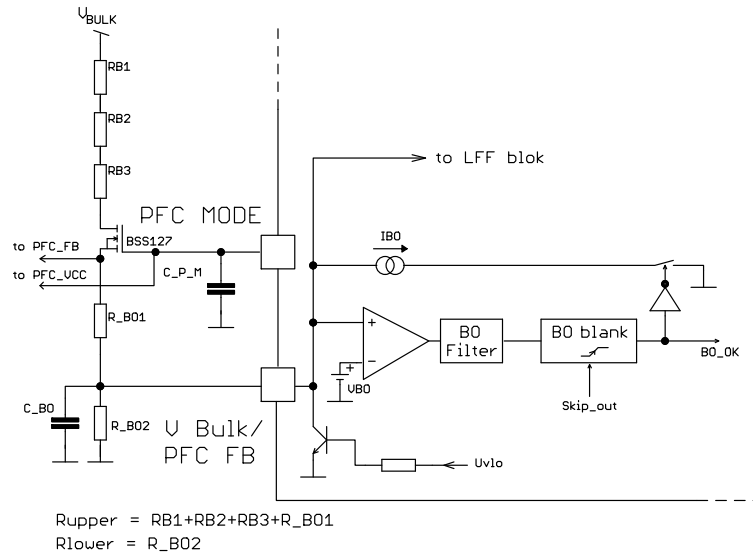 VBULK
RB1
RB2
RB3
PFC MODE
to LFF blok
to PFC_FB
BSS127
IBO
to PFC_VCC
C_P_M
R_BO1
+
BO
Filter
BO blank
−
+
VBO
BO_OK
Skip_out
C_BO
R_BO2
V Bulk/
PFC FB
Uvlo
Rupper = RB1+RB2+RB3+R_BO1
Rlower = R_BO2